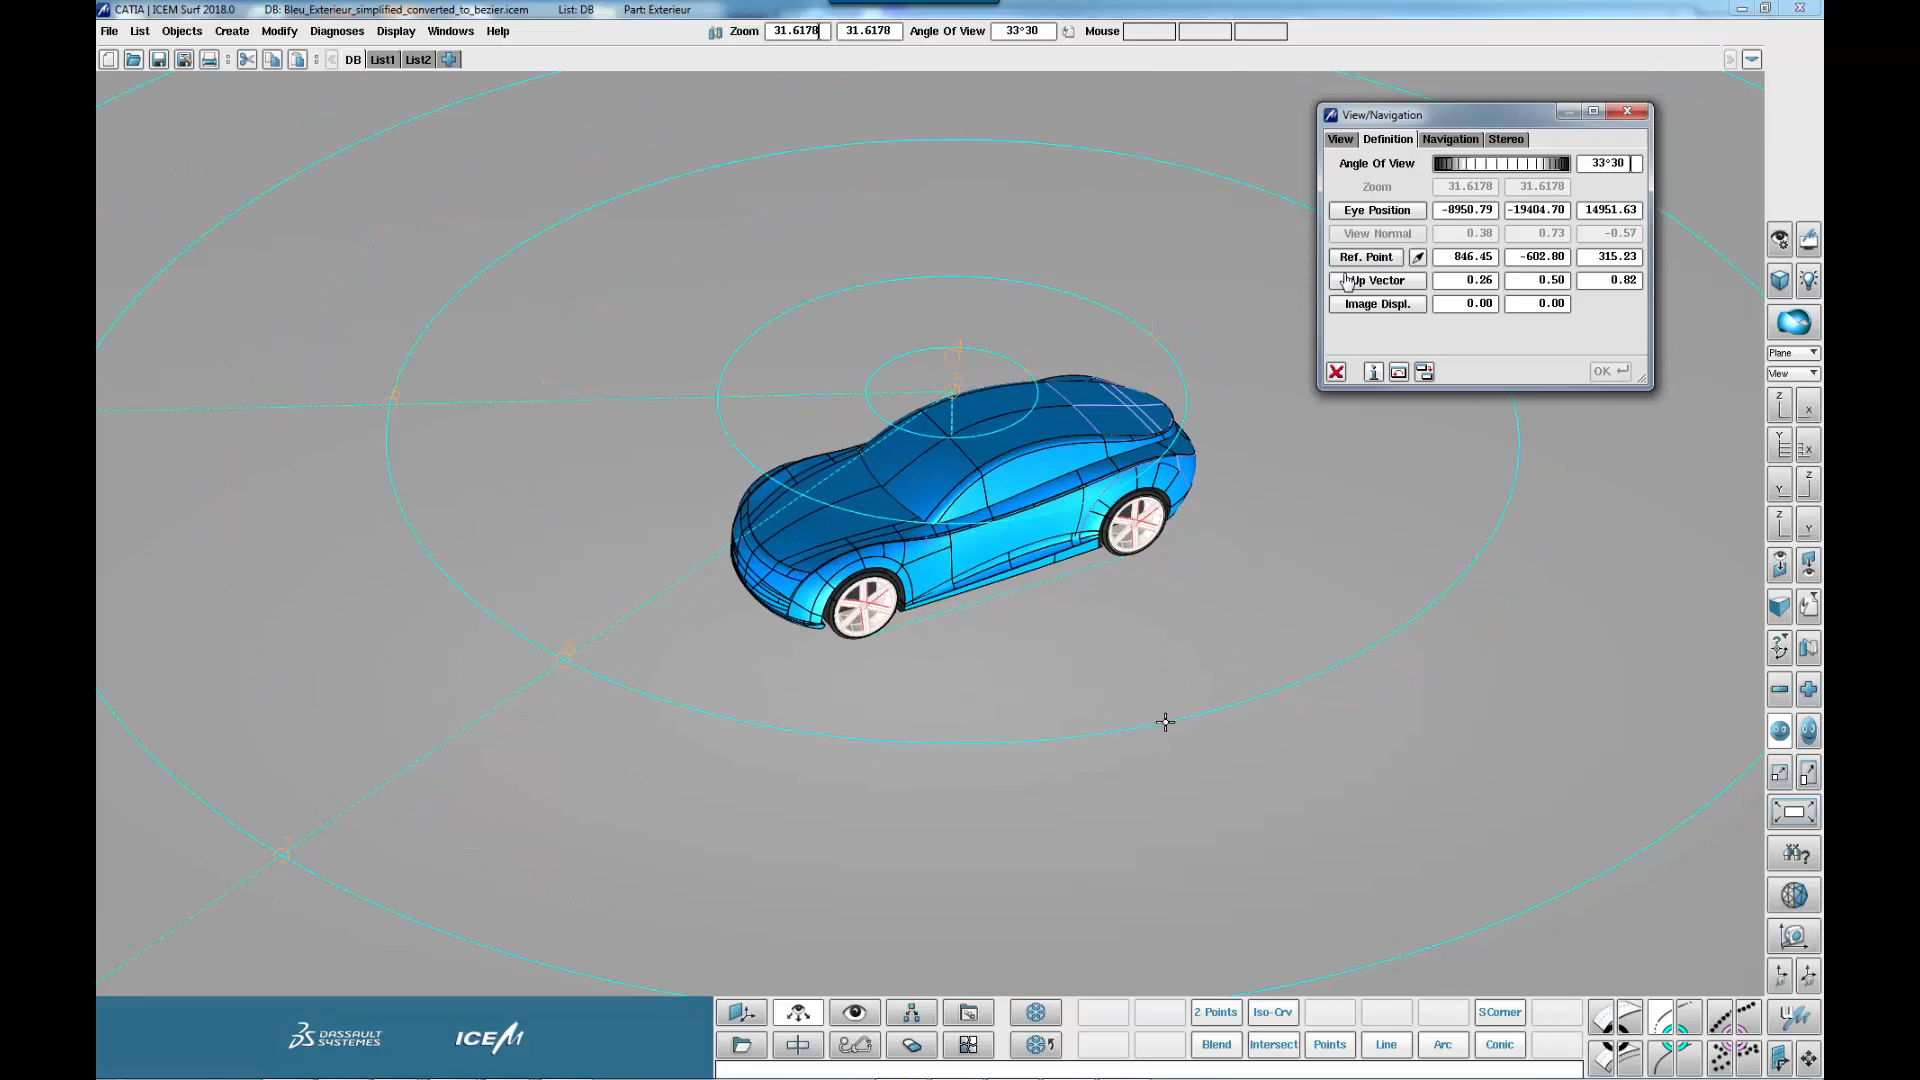 CATIA | ICEM Surf 2018.0 DB: Bleu_Exterieur_simplified_converted_to_bezier.icem List: DB Part: Exterieur
File List Objects Create Modify Diagnoses Display Windows Help Zoom 31.6178 31.6178 Angle Of View 33°30 Mouse
DB List1 List2
View/Navigation
View Definition Navigation Stereo
Angle Of View 33°30
Zoom 31.6178 31.6178
Eye Position -8950.79 -19404.70 14951.63
View Normal 0.38 0.73 -0.57
Ref. Point 846.45 -602.80 315.23
Up Vector 0.26 0.50 0.82
Image Displ. 0.00 0.00
OK
Plane
View
Z X
Y X
Y Z
Z Y
2 Points Iso-Crv SCorner
Blend Intersect Points Line Arc Conic
DASSAULT SYSTEMES
ICEM